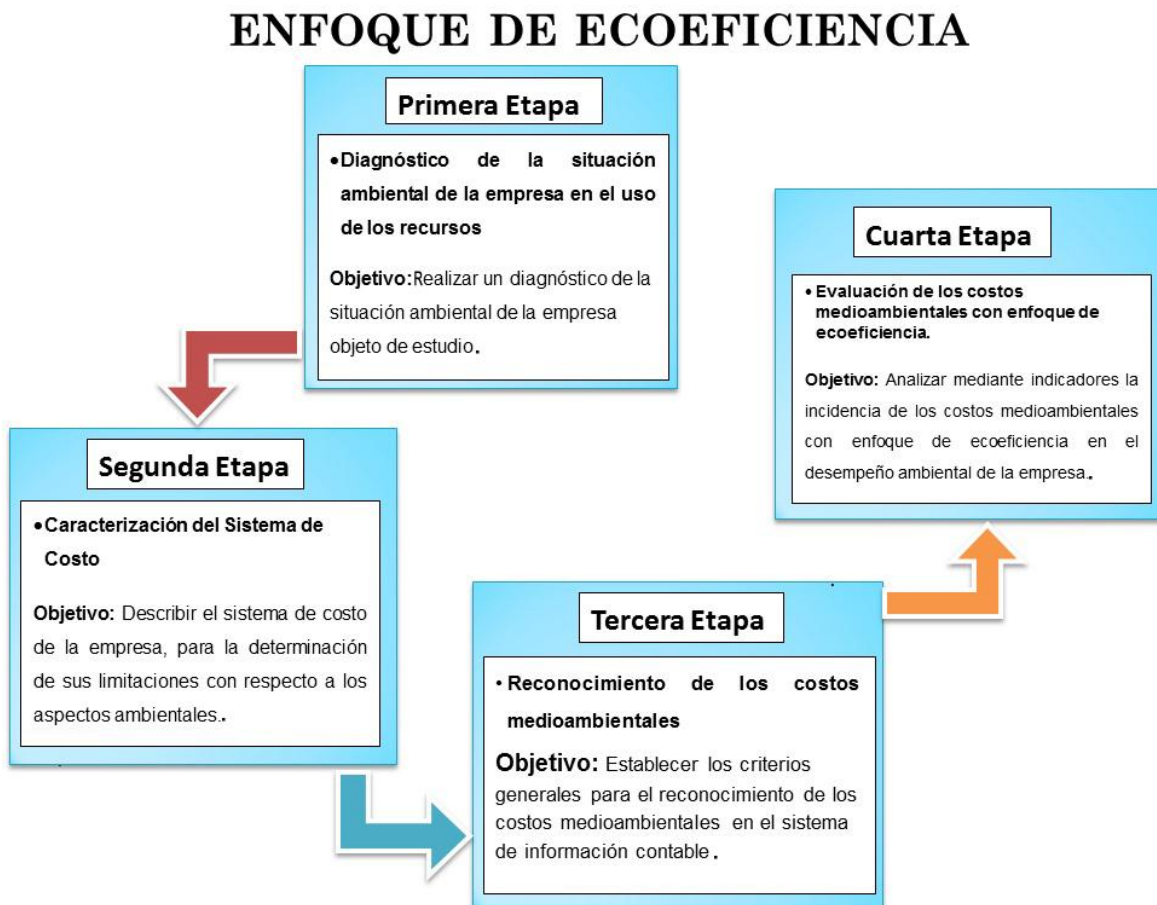 ENFOQUE DE ECOEFICIENCIA
Primera Etapa
•Diagnóstico de la situación
ambiental de la empresa en el uso
de los recursos
Objetivo:Realizar un diagnóstico de la
situación ambiental de la empresa
objeto de estudio.
Segunda Etapa
•Caracterización del Sistema de
Costo
Objetivo: Describir el sistema de costo
de la empresa, para la determinación
de sus limitaciones con respecto a los
aspectos ambientales..
Tercera Etapa
• Reconocimiento de los costos
medioambientales
Objetivo: Establecer los criterios
generales para el reconocimiento de los
costos medioambientales en el sistema
de información contable .
Cuarta Etapa
• Evaluación de los costos
medioambientales con enfoque de
ecoeficiencia.
Objetivo: Analizar mediante indicadores la
incidencia de los costos medioambientales
con enfoque de ecoeficiencia en el
desempeño ambiental de la empresa..